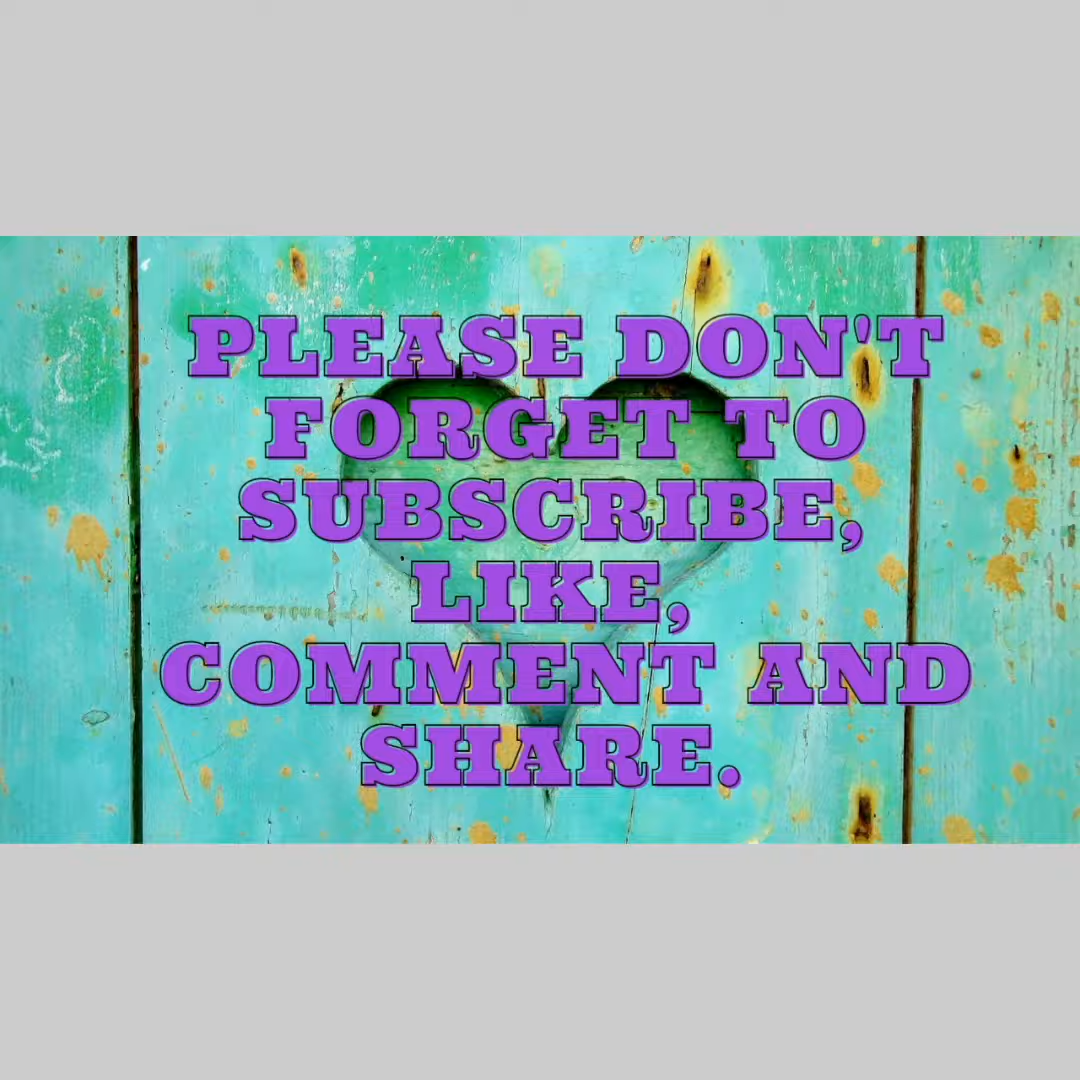 PLEASE DON'T
FORGET TO
SUBSCRIBE,
LIKE,
COMMENT AND
SHARE.